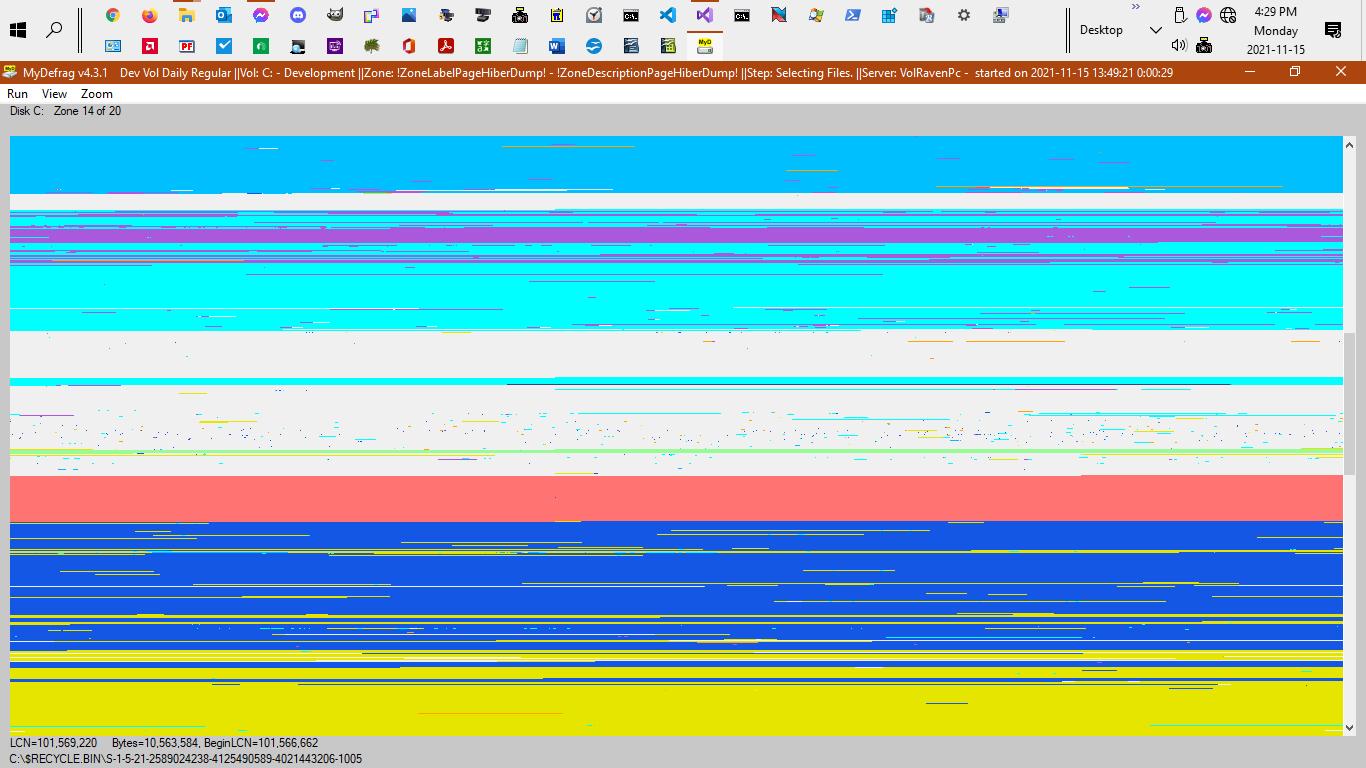 4:29 PM
Desktop
Monday
2021-11-15
MyDefrag v4.3.1 Dev Vol Daily Regular ||Vol: C: - Development ||Zone: !ZoneLabelPageHiberDump! - !ZoneDescriptionPageHiberDump! ||Step: Selecting Files. ||Server: VolRavenPc - started on 2021-11-15 13:49:21 0:00:29
Run View Zoom
Disk C: Zone 14 of 20
LCN=101,569,220 Bytes=10,563,584, BeginLCN=101,566,662
C:\$RECYCLE.BIN\S-1-5-21-2589024238-4125490589-4021443206-1005